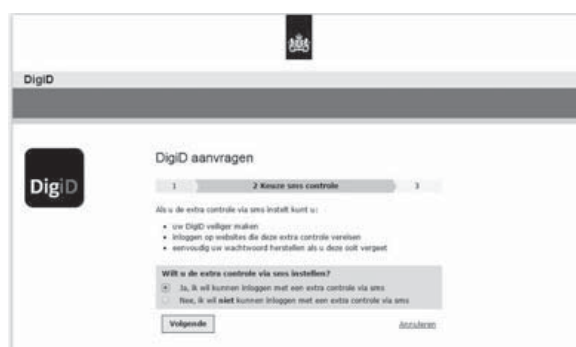 DigiD
DigiD
DigiD aanvragen
1 2 Keuze sms controle 3
Als u de extra controle via sms instelt kunt u:
• uw DigiD veiliger maken
• inloggen op websites die deze extra controle vereisen
• eenvoudig uw wachtwoord herstellen als u deze ooit vergeet
Wilt u de extra controle via sms instellen?
Ja, ik wil kunnen inloggen met een extra controle via sms
Nee, ik wil niet kunnen inloggen met een extra controle via sms
Volgende Annuleren